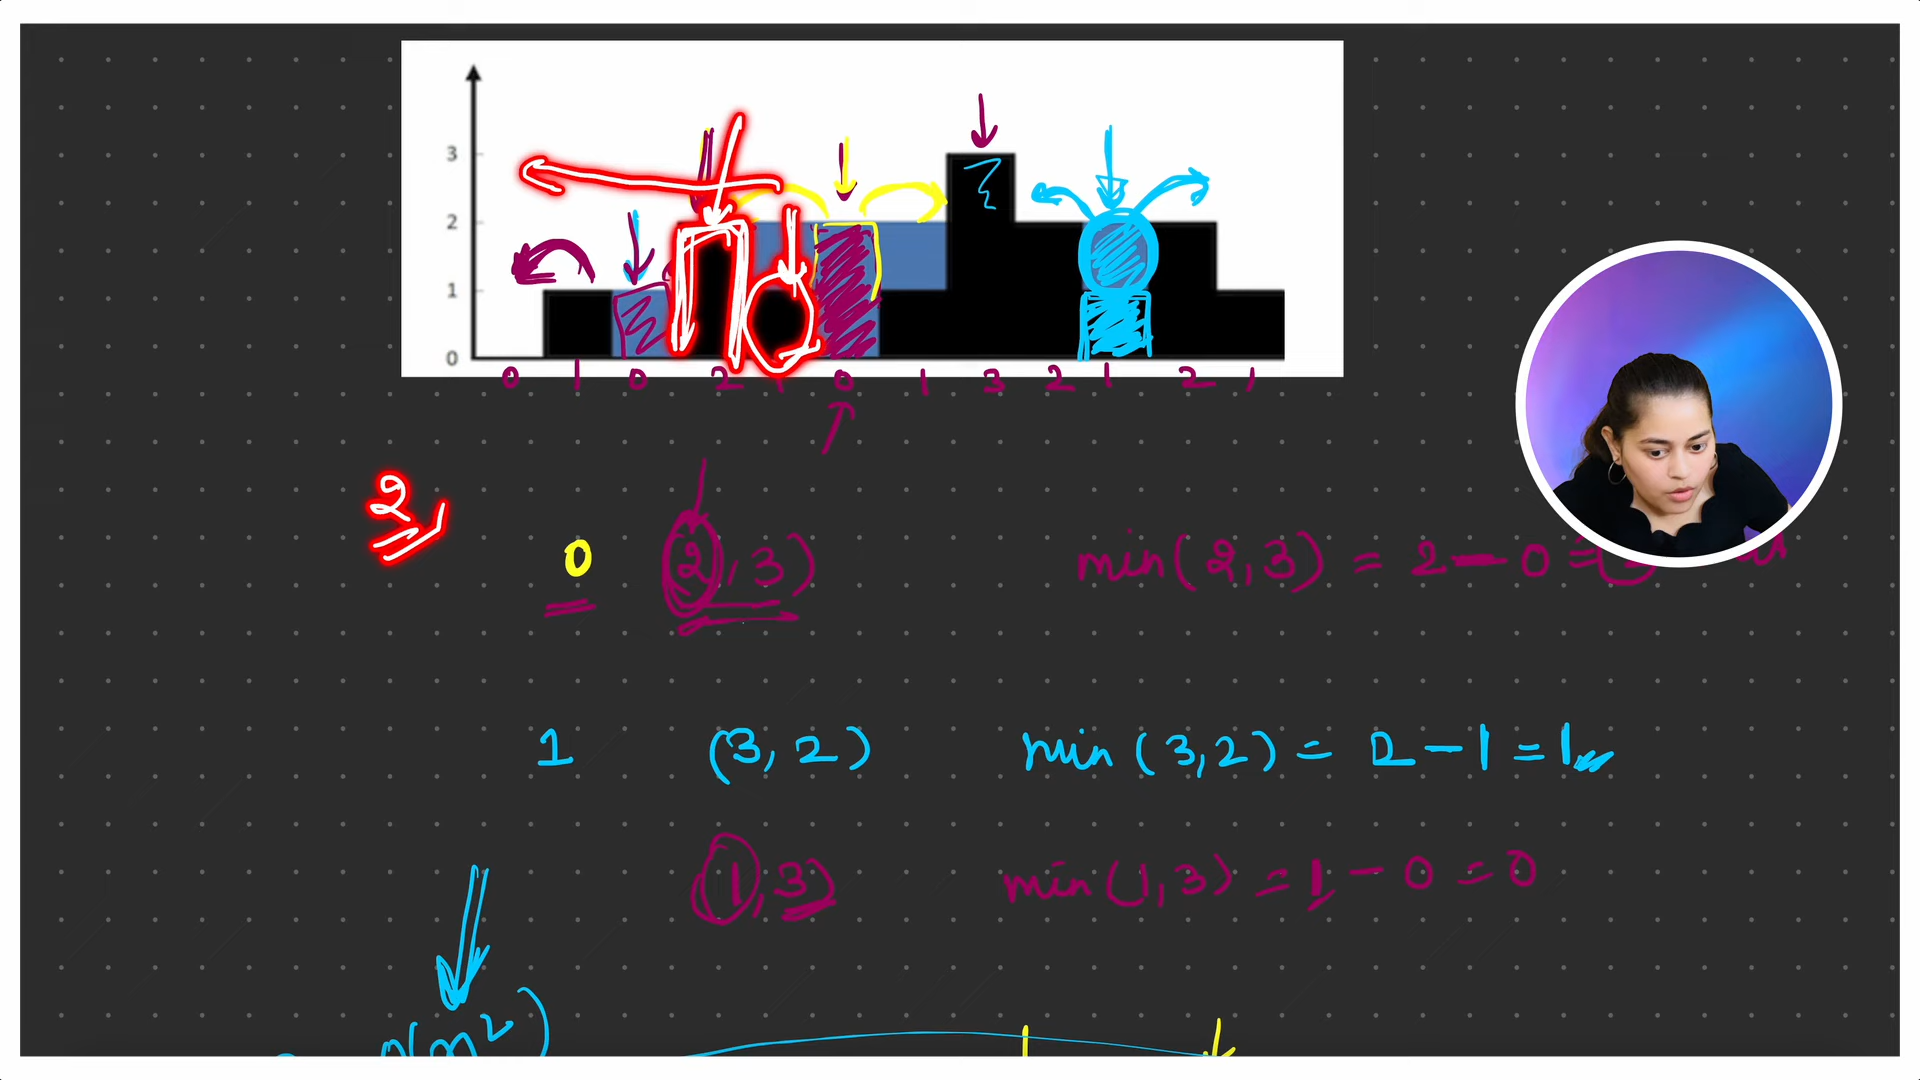 3
2
1
0
0 1 0 2 1 0 1 3 2 1 2 1
2
0 (2, 3) min(2,3) = 2 - 0 =
1 (3, 2) min (3,2) = 2 - 1 = 1
(1, 3) min(1,3) = 1 - 0 = 0
(n²)